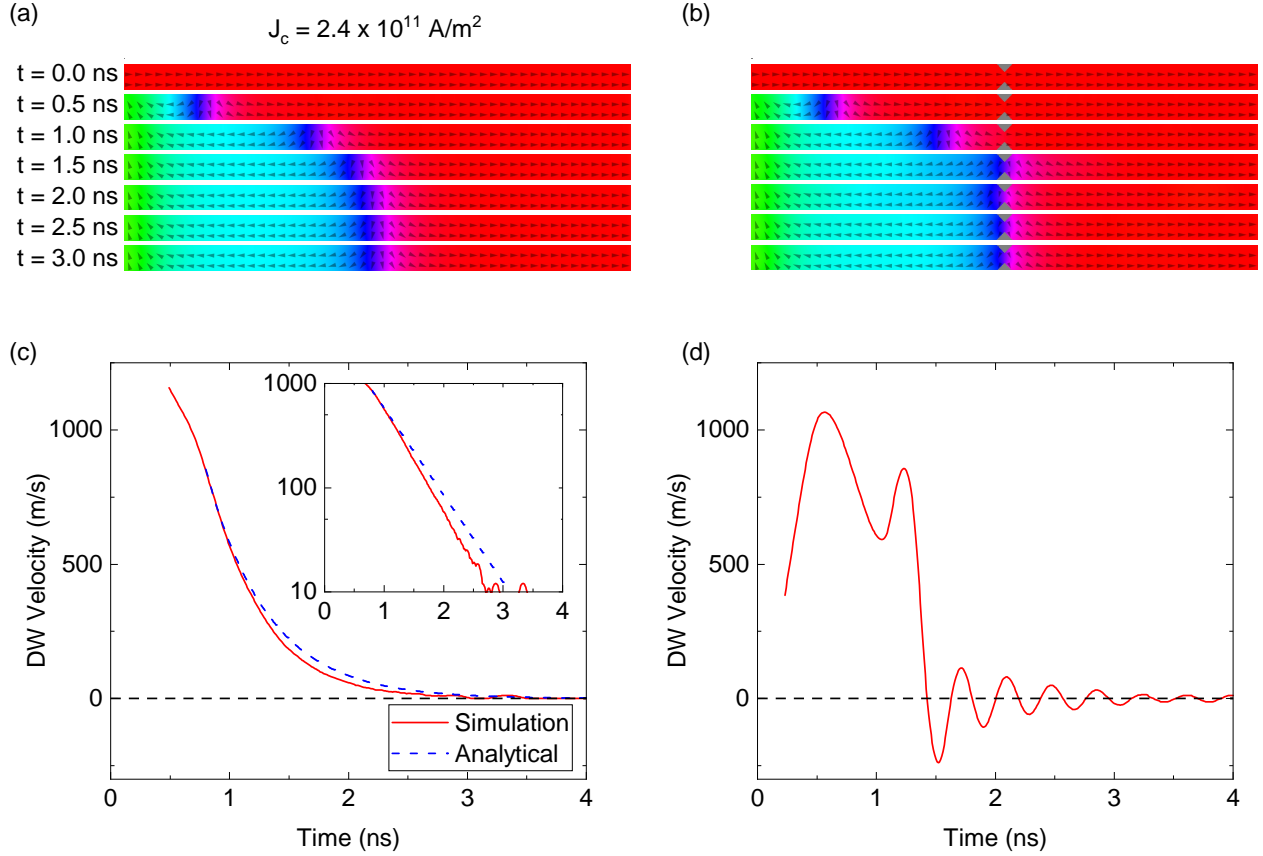 (a)
(b)
J_c = 2.4 x 10^11 A/m^2
t = 0.0 ns
t = 0.5 ns
t = 1.0 ns
t = 1.5 ns
t = 2.0 ns
t = 2.5 ns
t = 3.0 ns
(c)
(d)
DW Velocity (m/s)
1000
500
0
0
1
2
3
4
Time (ns)
1000
100
10
0
1
2
3
4
Simulation
Analytical
DW Velocity (m/s)
1000
500
0
0
1
2
3
4
Time (ns)